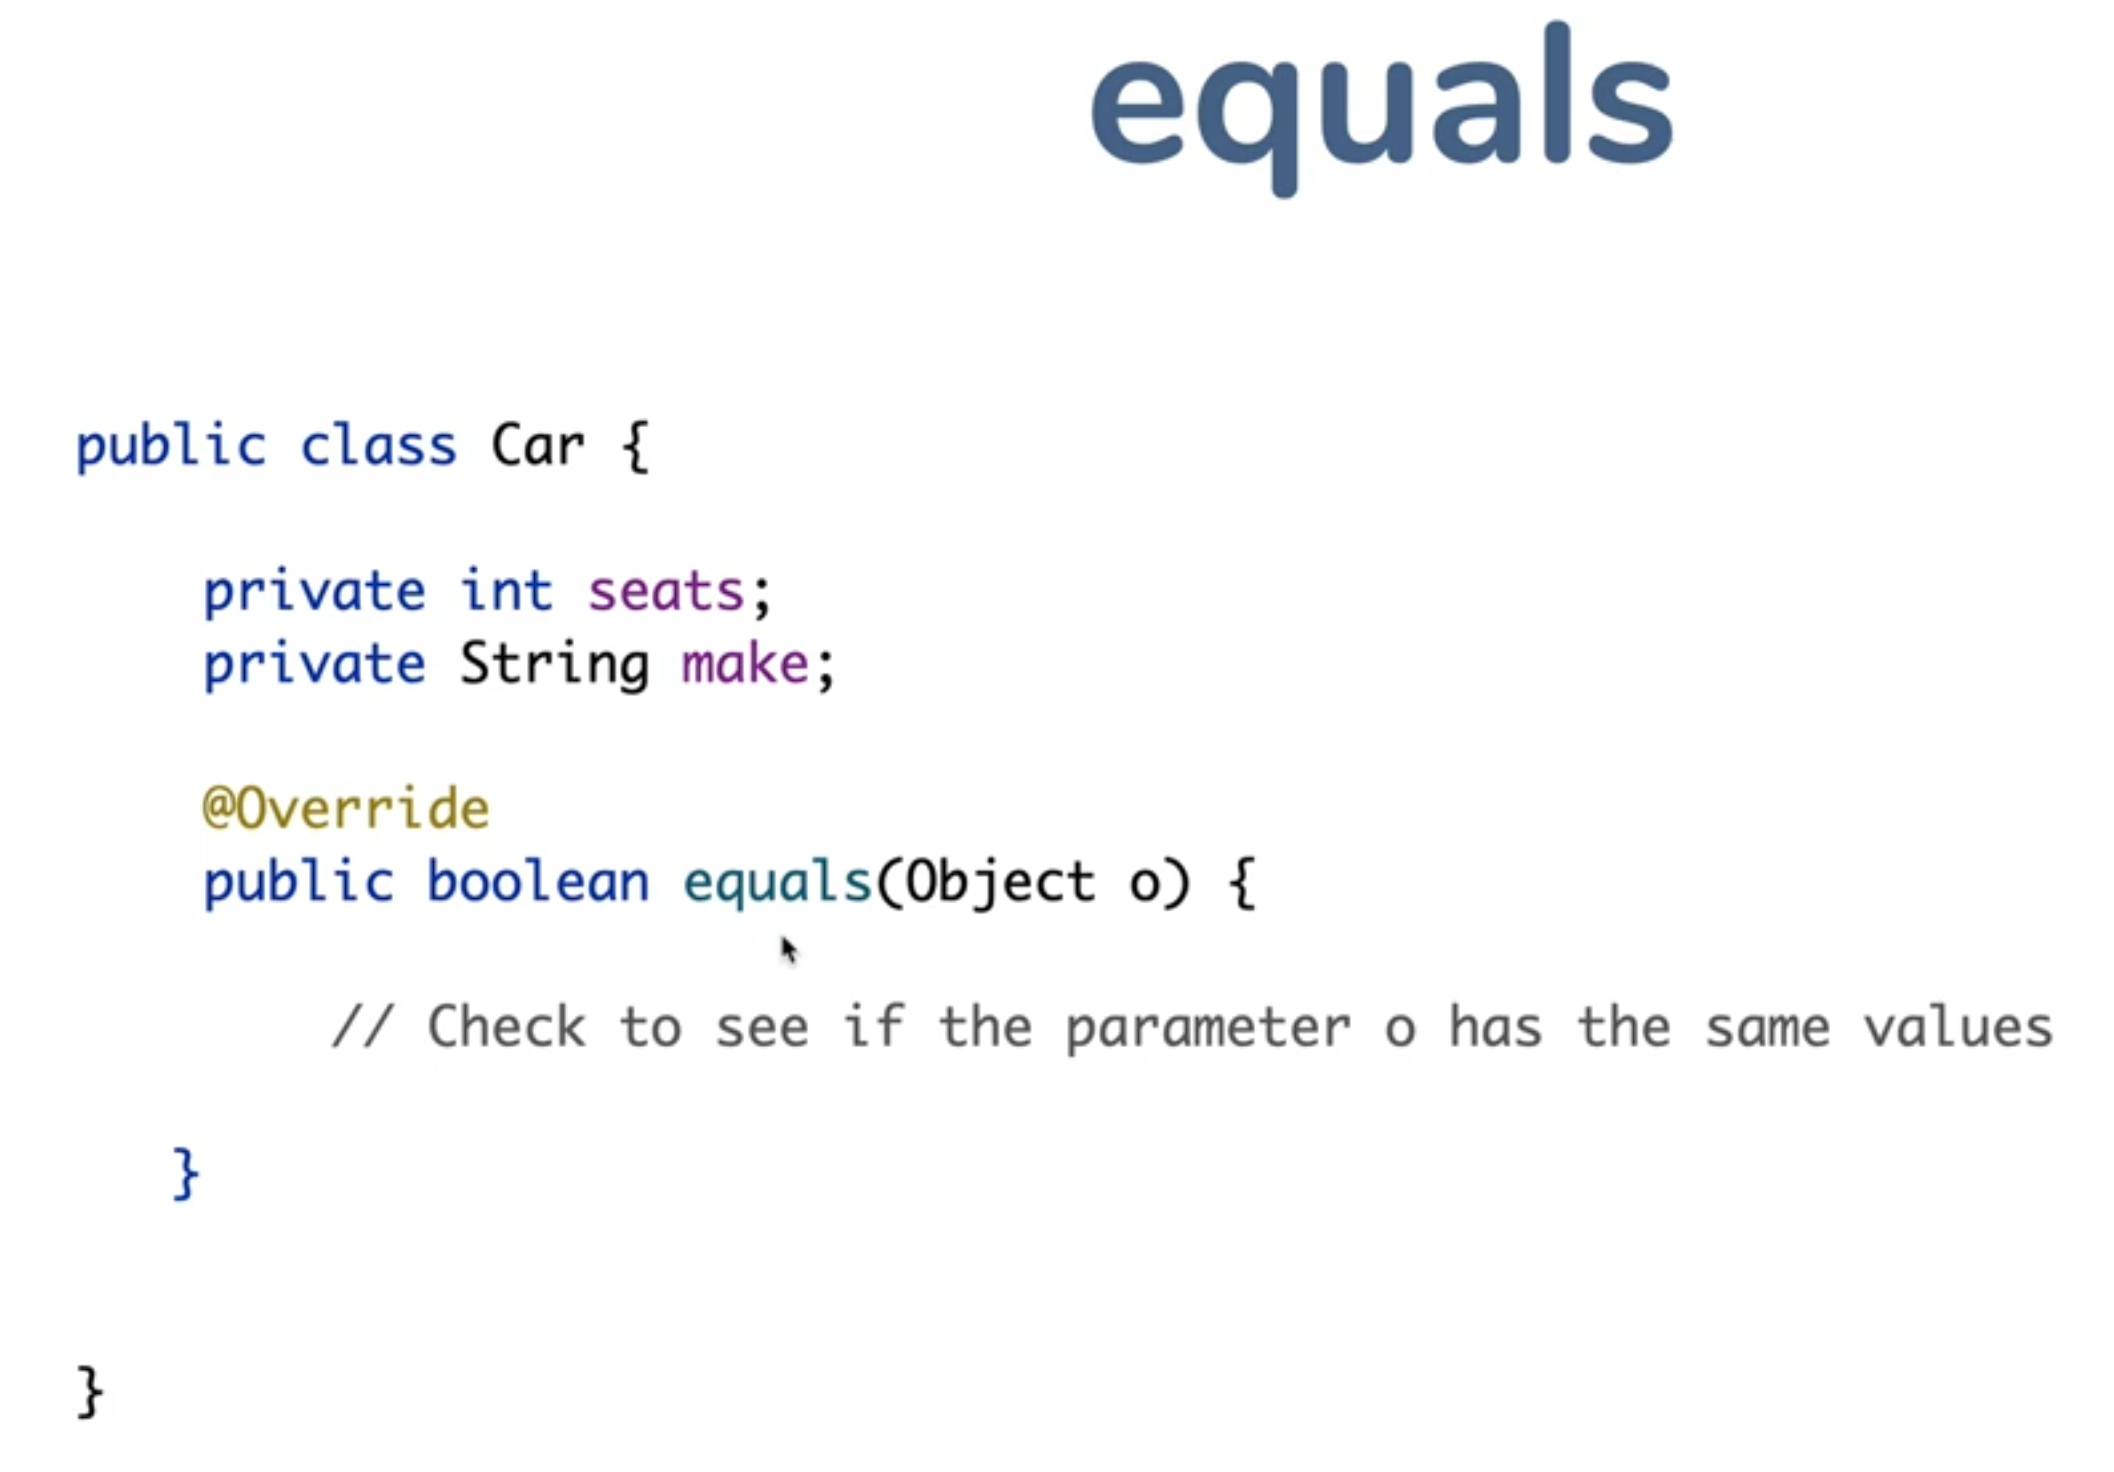 equals
public class Car {
private int seats;
private String make;
@Override
public boolean equals(Object o) {
// Check to see if the parameter o has the same values
}
}